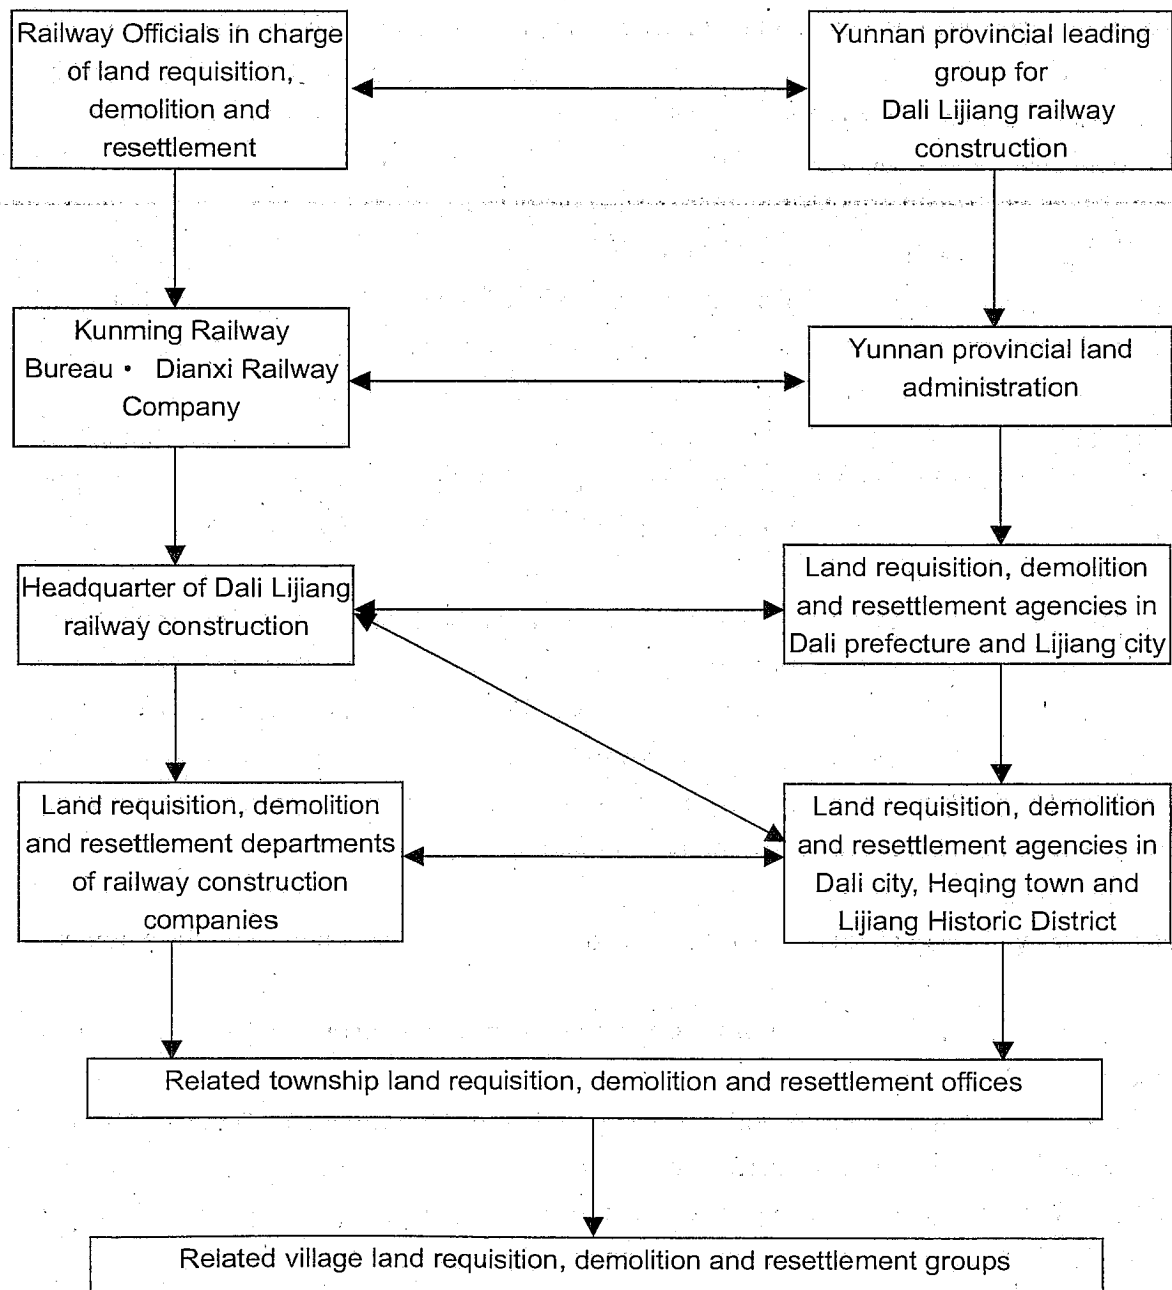 Railway Officials in charge
of land requisition,
demolition and
resettlement
Yunnan provincial leading
group for
Dali Lijiang railway
construction
Kunming Railway
Bureau • Dianxi Railway
Company
Yunnan provincial land
administration
Headquarter of Dali Lijiang
railway construction
Land requisition, demolition
and resettlement agencies in
Dali prefecture and Lijiang city
Land requisition, demolition
and resettlement departments
of railway construction
companies
Land requisition, demolition
and resettlement agencies in
Dali city, Heqing town and
Lijiang Historic District
Related township land requisition, demolition and resettlement offices
Related village land requisition, demolition and resettlement groups